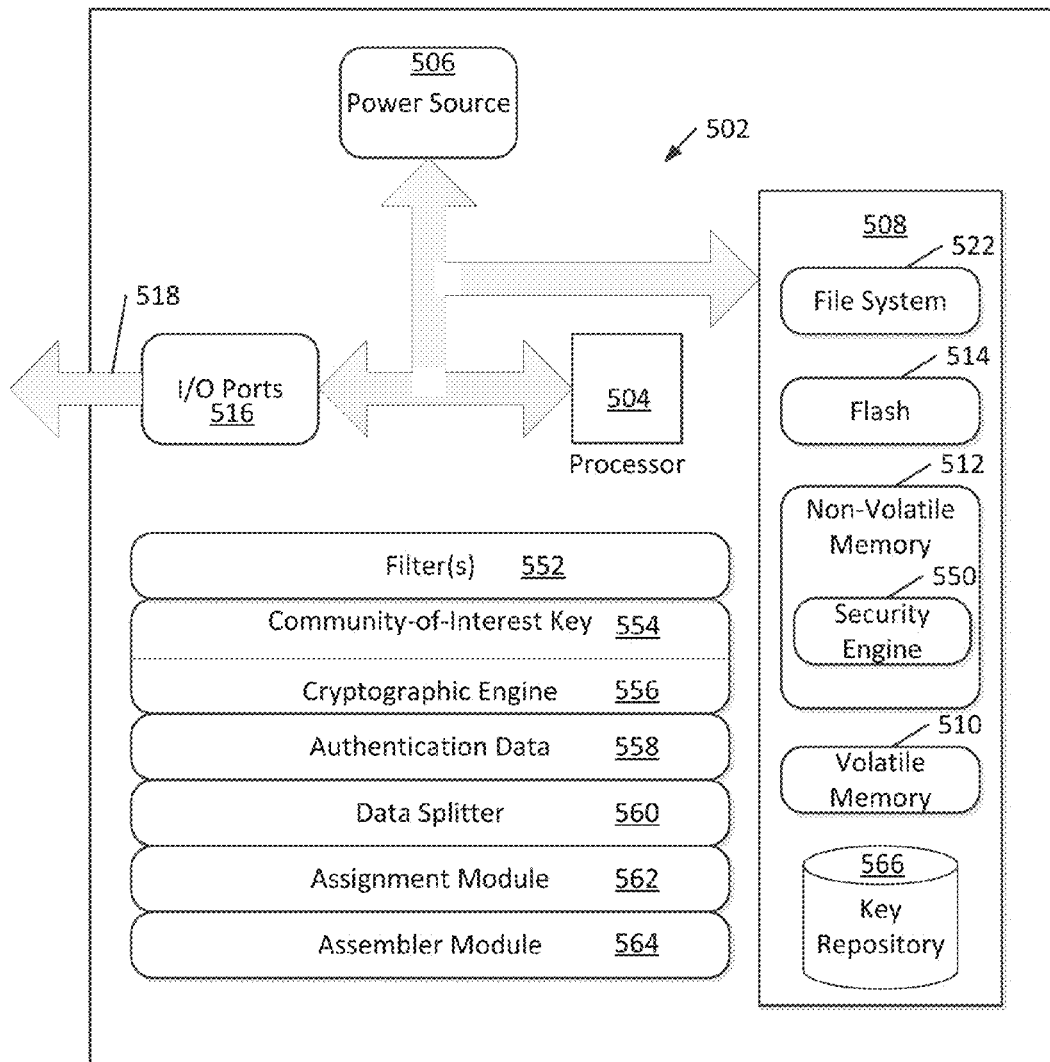 506
Power Source
502
508
522
File System
518
I/O Ports
516
504
Processor
514
Flash
512
Non-Volatile
Memory
550
Security
Engine
510
Volatile
Memory
566
Key
Repository
Filter(s) 552
Community-of-Interest Key 554
Cryptographic Engine 556
Authentication Data 558
Data Splitter 560
Assignment Module 562
Assembler Module 564